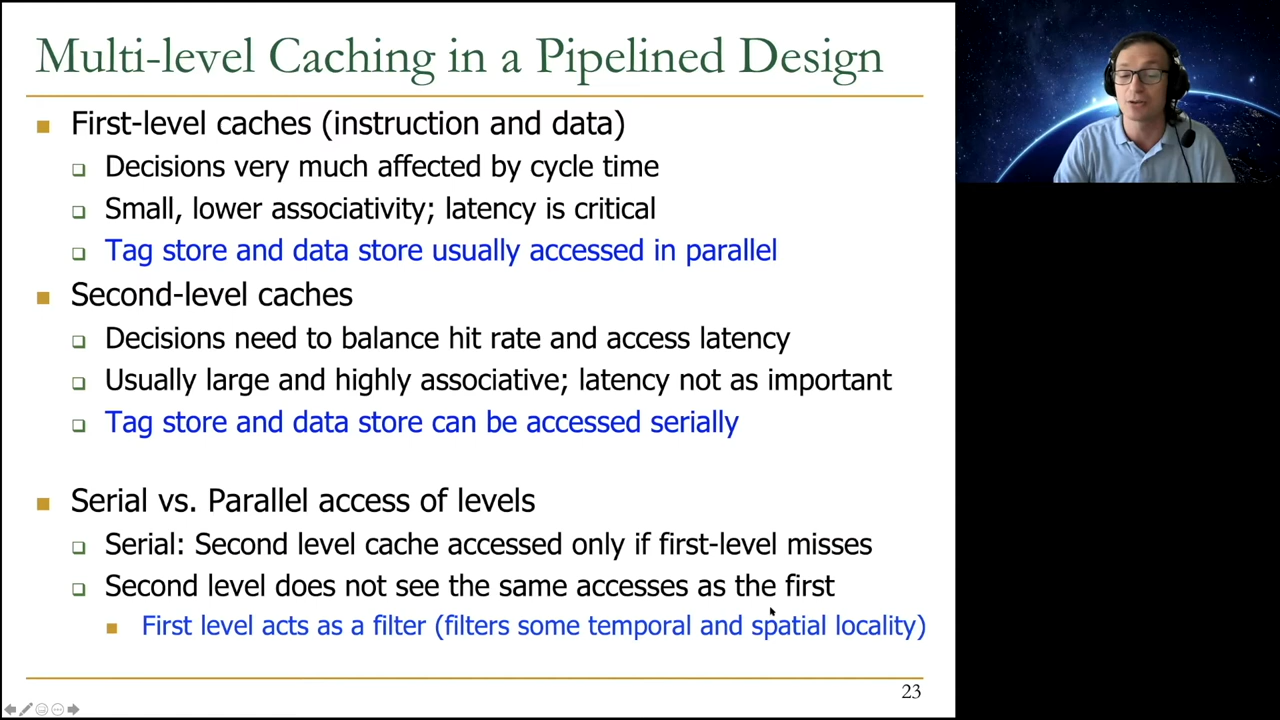 Multi-level Caching in a Pipelined Design
First-level caches (instruction and data)
Decisions very much affected by cycle time
Small, lower associativity; latency is critical
Tag store and data store usually accessed in parallel
Second-level caches
Decisions need to balance hit rate and access latency
Usually large and highly associative; latency not as important
Tag store and data store can be accessed serially
Serial vs. Parallel access of levels
Serial: Second level cache accessed only if first-level misses
Second level does not see the same accesses as the first
First level acts as a filter (filters some temporal and spatial locality)
23